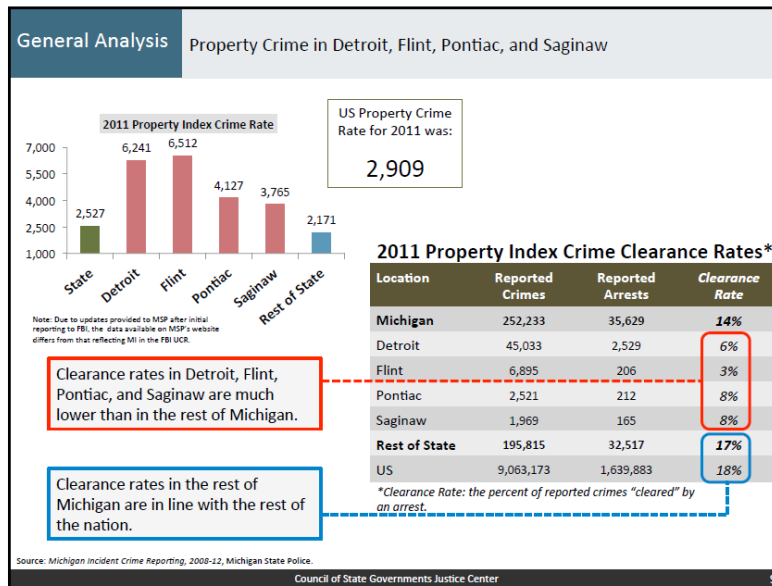 General Analysis
Property Crime in Detroit, Flint, Pontiac, and Saginaw
2011 Property Index Crime Rate
7,000
5,500
4,000
2,500
1,000
2,527
6,241
6,512
4,127
3,765
2,171
State
Detroit
Flint
Pontiac
Saginaw
Rest of State
US Property Crime
Rate for 2011 was:
2,909
Note: Due to updates provided to MSP after initial
reporting to FBI, the data available on MSP's website
differs from that reflecting MI in the FBI UCR.
2011 Property Index Crime Clearance Rates*
Location Reported Crimes Reported Arrests Clearance Rate
Michigan 252,233 35,629 14%
Detroit 45,033 2,529 6%
Flint 6,895 206 3%
Pontiac 2,521 212 8%
Saginaw 1,969 165 8%
Rest of State 195,815 32,517 17%
US 9,063,173 1,639,883 18%
*Clearance Rate: the percent of reported crimes "cleared" by
an arrest.
Clearance rates in Detroit, Flint,
Pontiac, and Saginaw are much
lower than in the rest of Michigan.
Clearance rates in the rest of
Michigan are in line with the rest of
the nation.
Source: Michigan Incident Crime Reporting, 2008-12, Michigan State Police.
Council of State Governments Justice Center